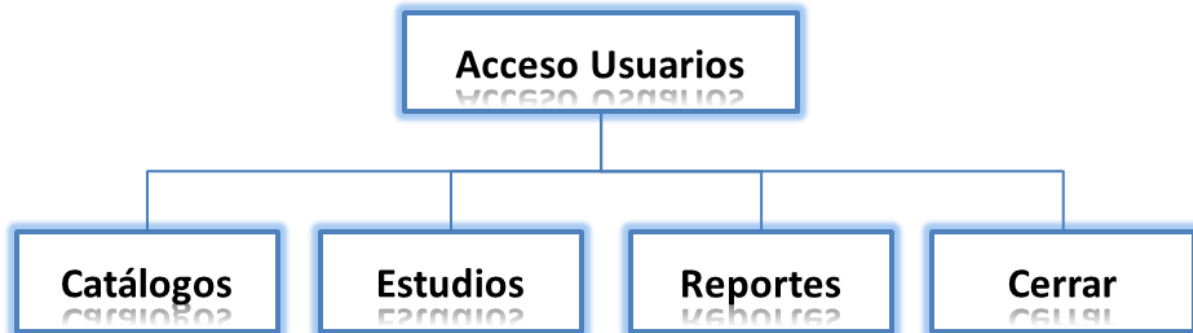 Acceso Usuarios
Catálogos
Estudios
Reportes
Cerrar